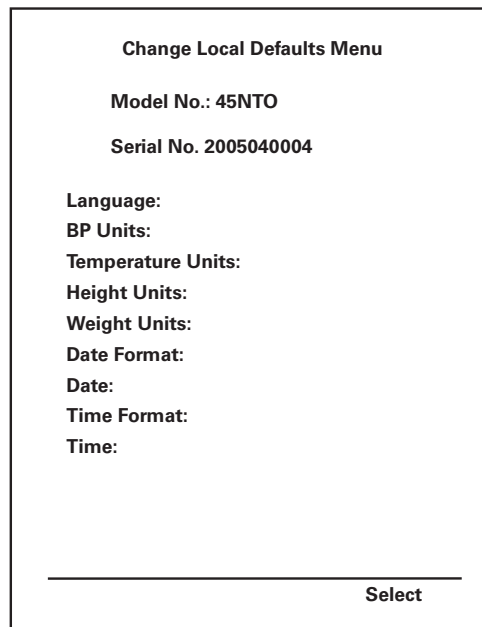 Change Local Defaults Menu
Model No.: 45NTO
Serial No. 2005040004
Language:
BP Units:
Temperature Units:
Height Units:
Weight Units:
Date Format:
Date:
Time Format:
Time:
Select